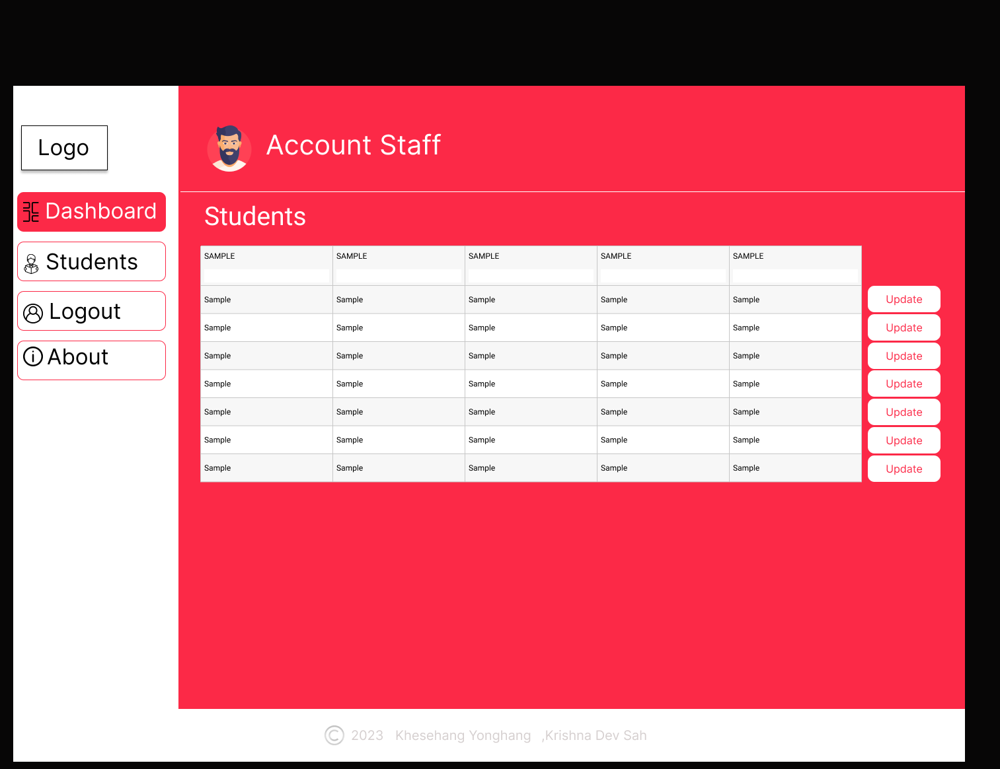 Logo
Dashboard
Students
Logout
About
Account Staff
Students
SAMPLE SAMPLE SAMPLE SAMPLE SAMPLE
Sample Sample Sample Sample Sample Update
Sample Sample Sample Sample Sample Update
Sample Sample Sample Sample Sample Update
Sample Sample Sample Sample Sample Update
Sample Sample Sample Sample Sample Update
Sample Sample Sample Sample Sample Update
Sample Sample Sample Sample Sample Update
© 2023 Khesehang Yonghang ,Krishna Dev Sah